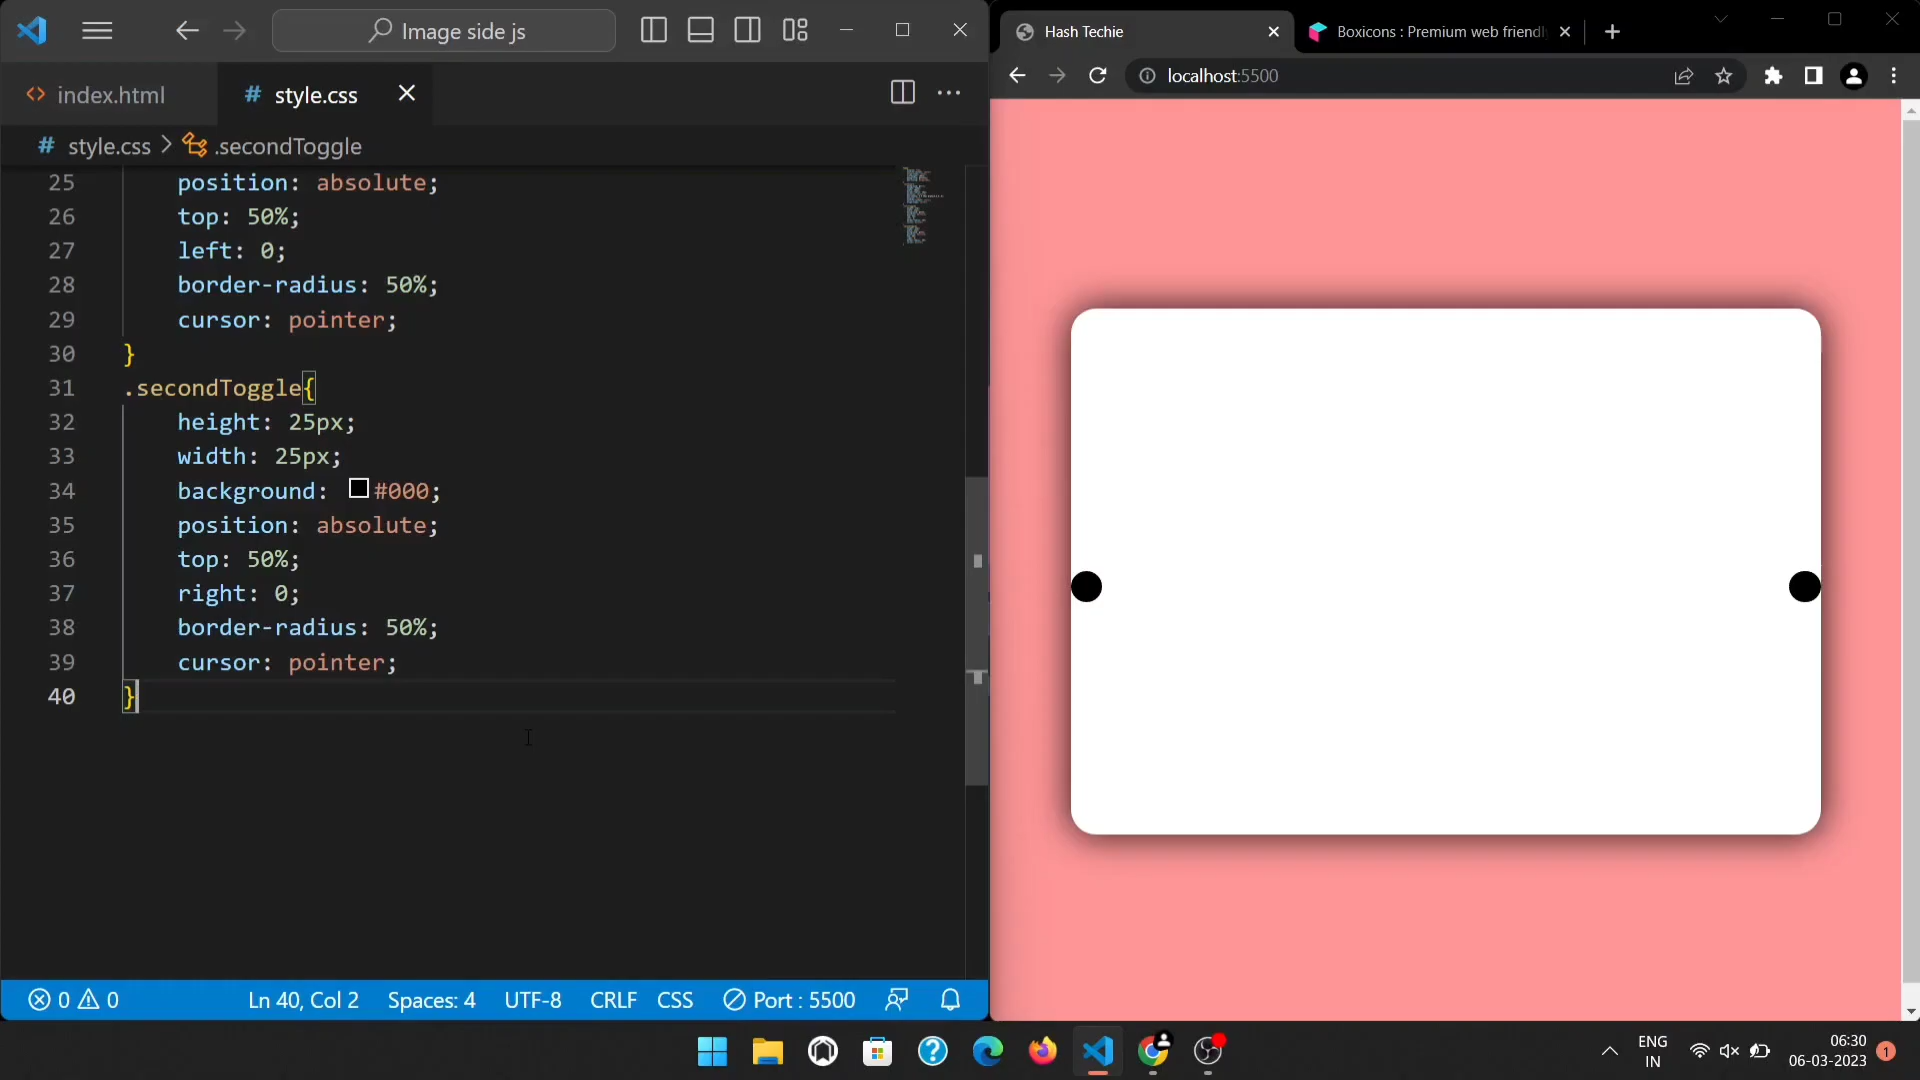 Image side js
index.html
style.css
style.css > .secondToggle
25 position: absolute;
26 top: 50%;
27 left: 0;
28 border-radius: 50%;
29 cursor: pointer;
30 }
31 .secondToggle{
32 height: 25px;
33 width: 25px;
34 background: #000;
35 position: absolute;
36 top: 50%;
37 right: 0;
38 border-radius: 50%;
39 cursor: pointer;
40 }
0 0 Ln 40, Col 2 Spaces: 4 UTF-8 CRLF CSS Port : 5500
Hash Techie
Boxicons : Premium web friendl
localhost:5500
ENG
IN
06:30
06-03-2023
1